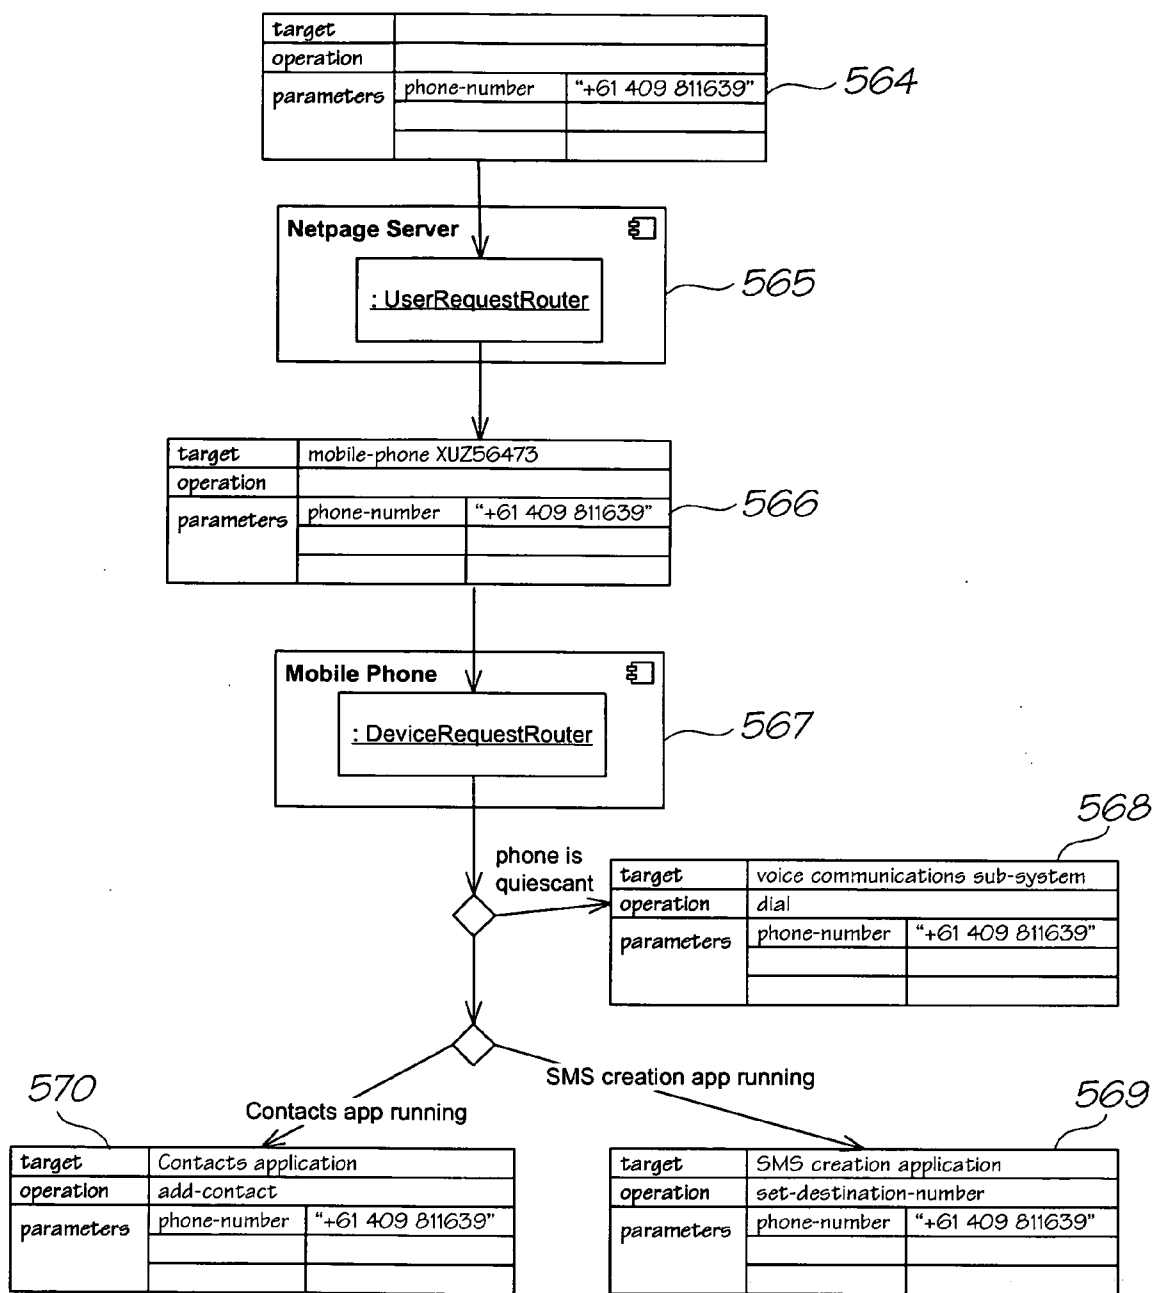 target
operation
parameters phone-number "+61 409 811639"
564
Netpage Server
: UserRequestRouter
565
target mobile-phone XUZ56473
operation
parameters phone-number "+61 409 811639"
566
Mobile Phone
: DeviceRequestRouter
567
phone is
quiescant
568
target voice communications sub-system
operation dial
parameters phone-number "+61 409 811639"
SMS creation app running
Contacts app running
570
target Contacts application
operation add-contact
parameters phone-number "+61 409 811639"
569
target SMS creation application
operation set-destination-number
parameters phone-number "+61 409 811639"